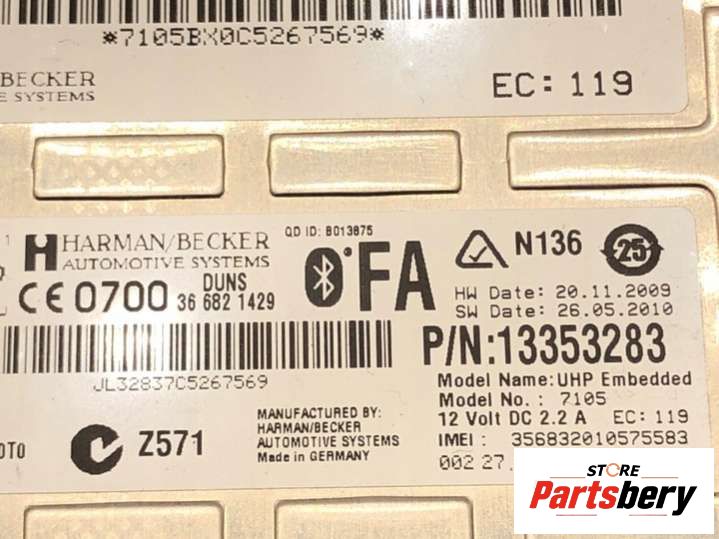 *7105BX0C5267569*
/BECKER
SYSTEMS
EC: 119
1
HARMAN/BECKER
AUTOMOTIVE SYSTEMS
QD ID: B013875
CE 0700
DUNS
36 682 1429
FA
N136
25
HW Date: 20.11.2009
SW Date: 26.05.2010
P/N:13353283
JL32837C5267569
Model Name:UHP Embedded
Model No.: 7105
12 Volt DC 2.2 A EC: 119
IMEI : 356832010575583
002 27.
Z571
MANUFACTURED BY:
HARMAN/BECKER
AUTOMOTIVE SYSTEMS
Made in GERMANY
STORE
Partsbery